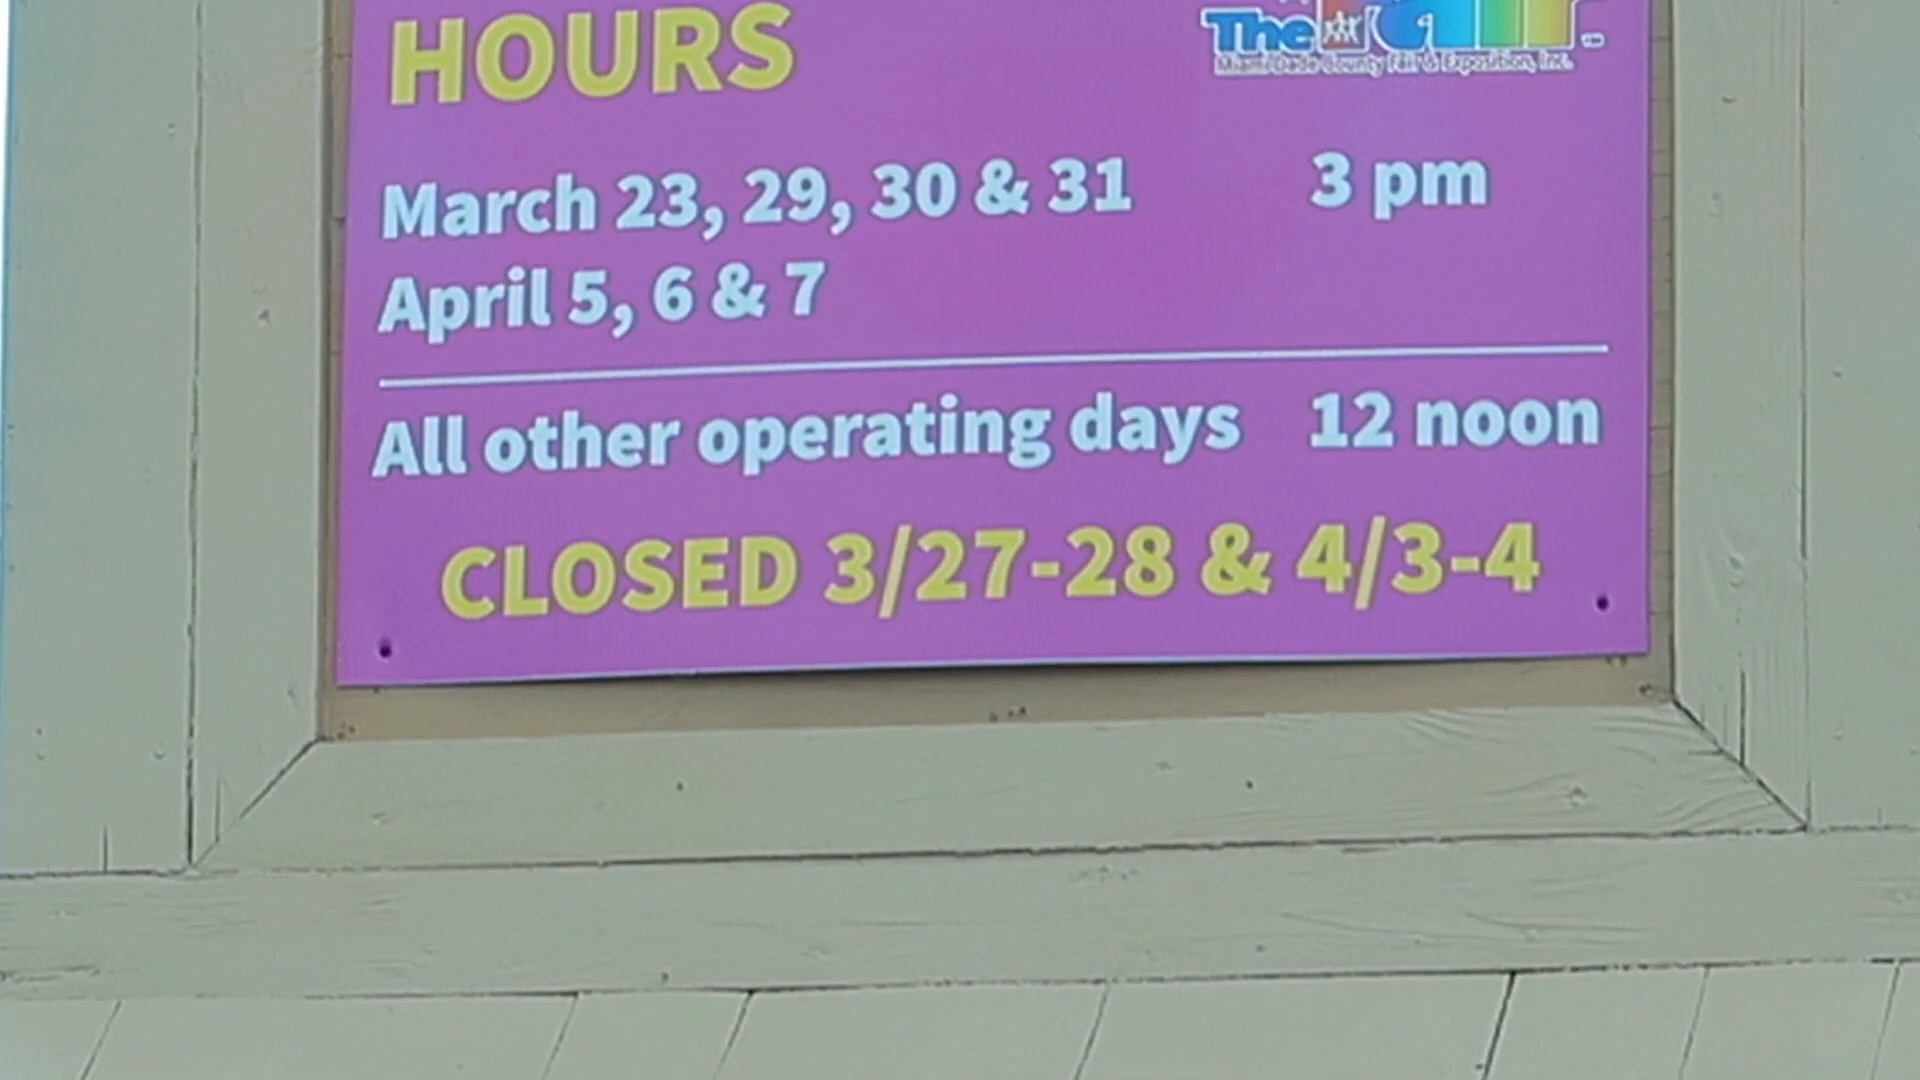 HOURS
The Fair
Miami-Dade County Fair & Exposition, Inc.
March 23, 29, 30 & 31 3 pm
April 5, 6 & 7
All other operating days 12 noon
CLOSED 3/27-28 & 4/3-4